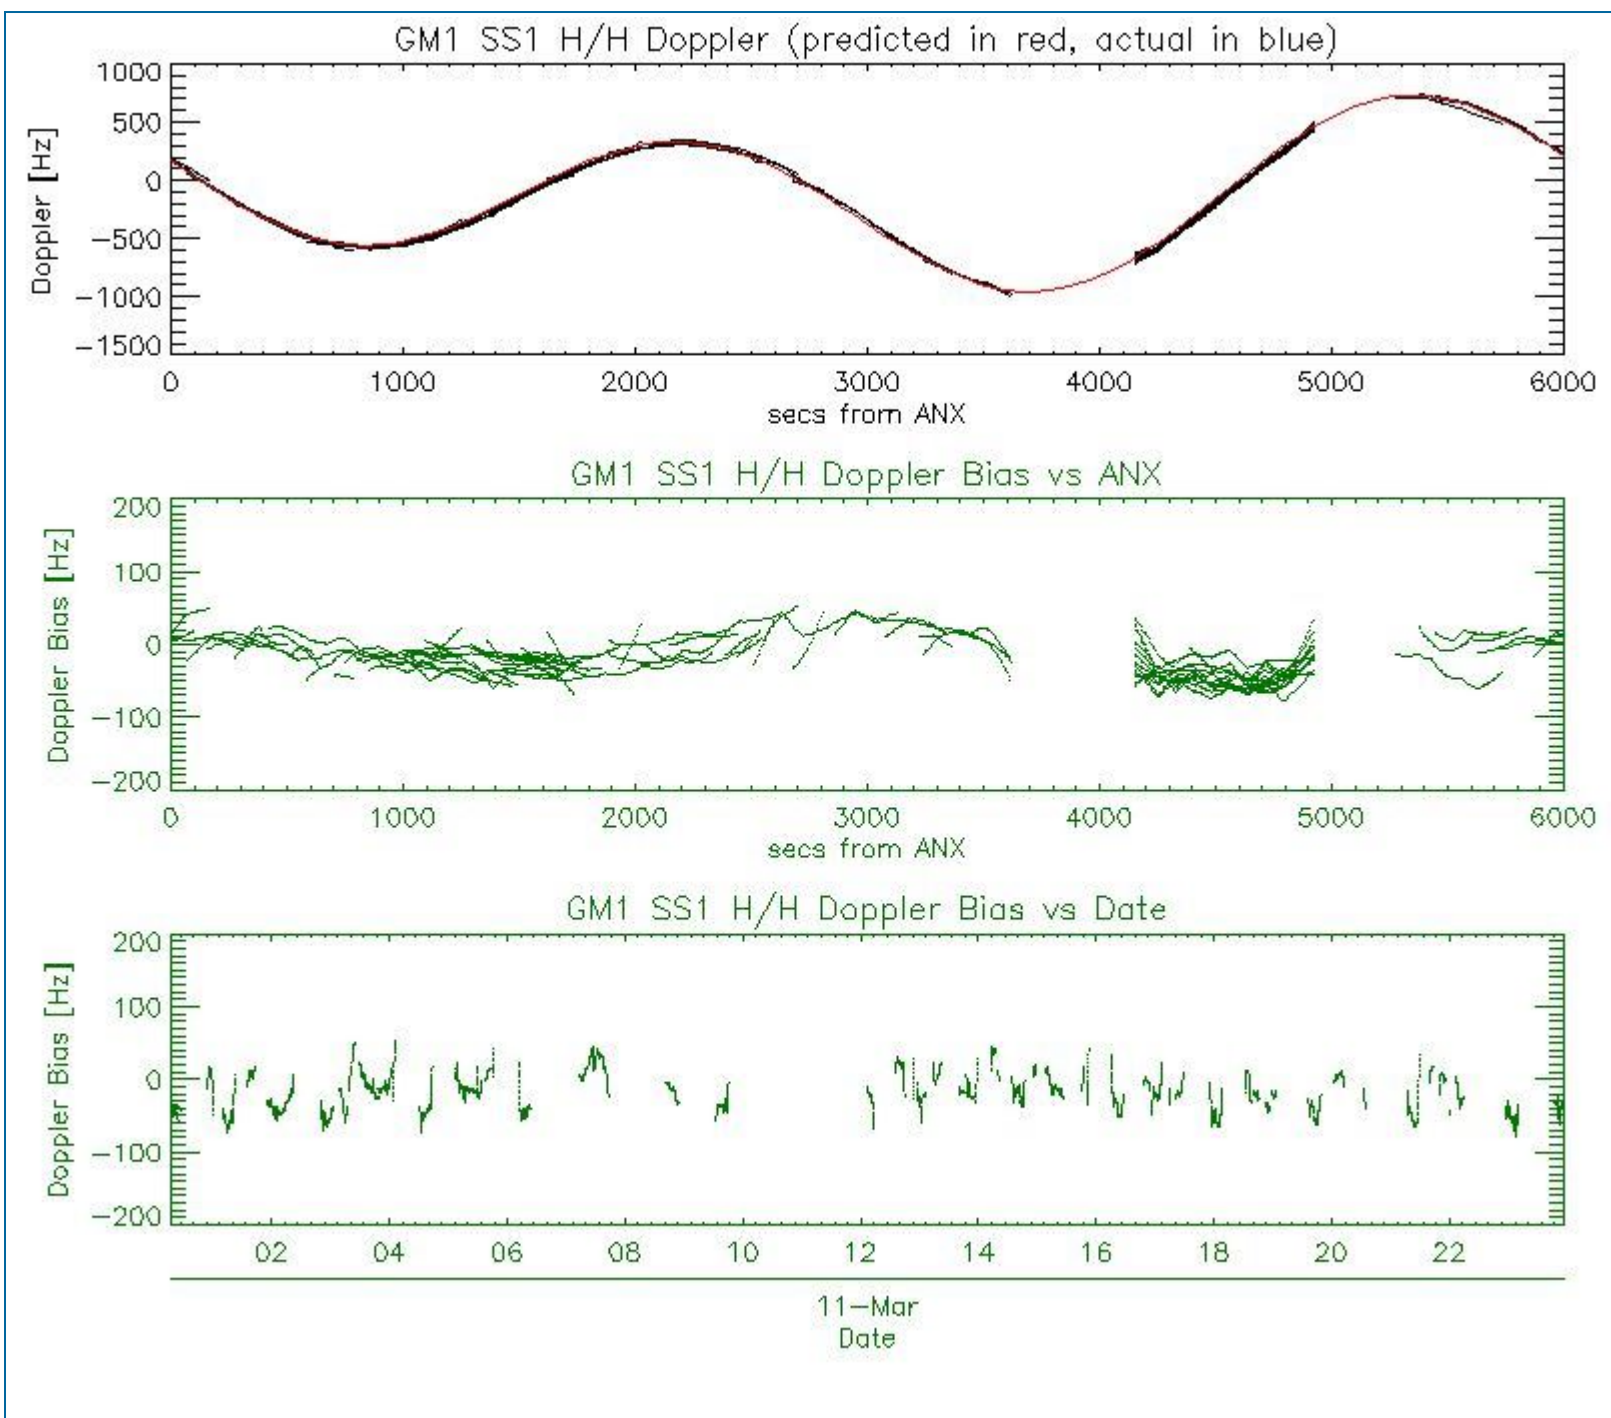 GM1 SS1 H/H Doppler (predicted in red, actual in blue)
1000
500
0
−500
−1000
−1500
Doppler [Hz]
0 1000 2000 3000 4000 5000 6000
secs from ANX
GM1 SS1 H/H Doppler Bias vs ANX
200
100
0
−100
−200
Doppler Bias [Hz]
0 1000 2000 3000 4000 5000 6000
secs from ANX
GM1 SS1 H/H Doppler Bias vs Date
200
100
0
−100
−200
Doppler Bias [Hz]
02 04 06 08 10 12 14 16 18 20 22
11−Mar
Date